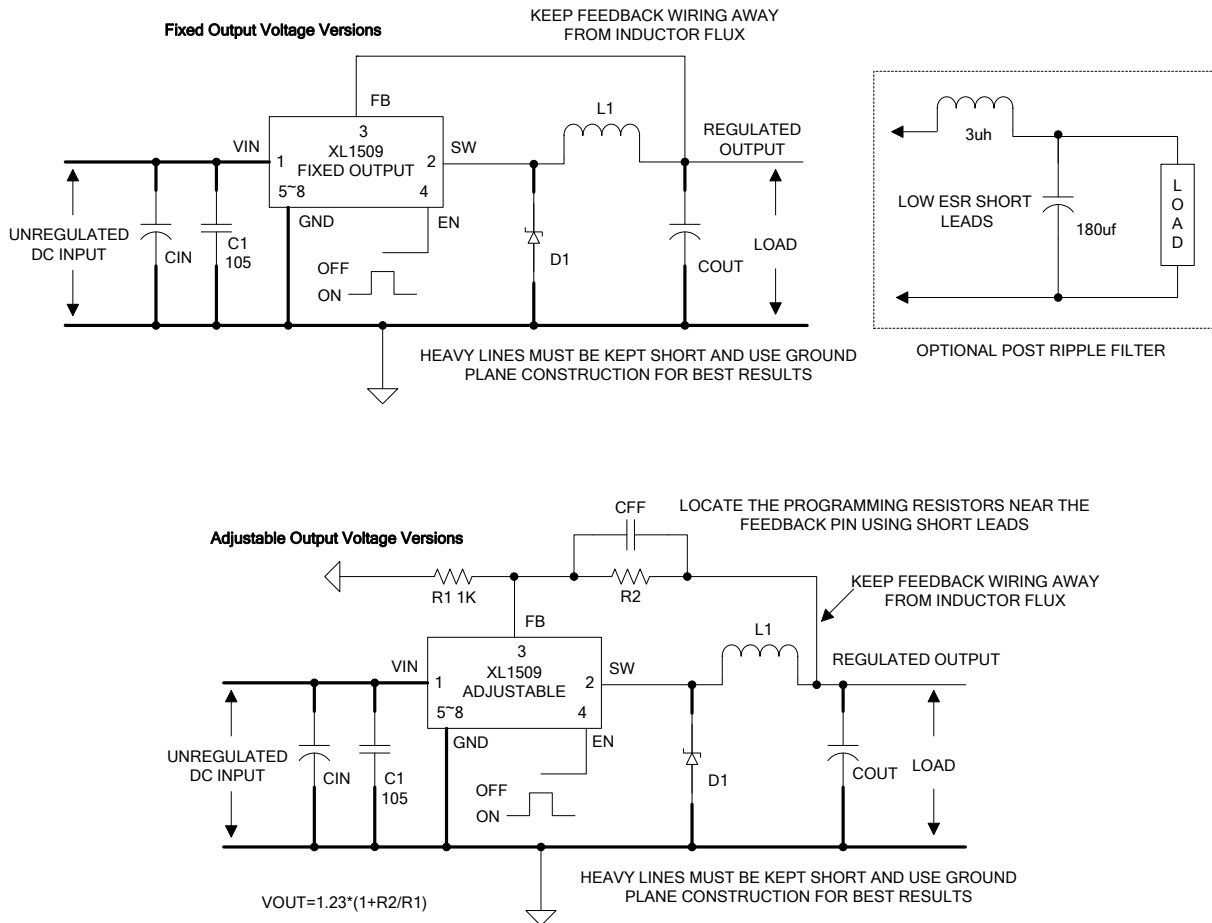 Fixed Output Voltage Versions
KEEP FEEDBACK WIRING AWAY
FROM INDUCTOR FLUX
FB
3
XL1509
FIXED OUTPUT
VIN
1
2
SW
5~8
4
GND
EN
L1
REGULATED
OUTPUT
UNREGULATED
DC INPUT
CIN
C1
105
OFF
ON
D1
COUT
LOAD
HEAVY LINES MUST BE KEPT SHORT AND USE GROUND
PLANE CONSTRUCTION FOR BEST RESULTS
3uh
LOW ESR SHORT
LEADS
180uf
LOAD
OPTIONAL POST RIPPLE FILTER
Adjustable Output Voltage Versions
CFF
LOCATE THE PROGRAMMING RESISTORS NEAR THE
FEEDBACK PIN USING SHORT LEADS
R1 1K
R2
KEEP FEEDBACK WIRING AWAY
FROM INDUCTOR FLUX
FB
3
XL1509
ADJUSTABLE
VIN
1
2
SW
5~8
4
GND
EN
L1
REGULATED OUTPUT
UNREGULATED
DC INPUT
CIN
C1
105
OFF
ON
D1
COUT
LOAD
HEAVY LINES MUST BE KEPT SHORT AND USE GROUND
PLANE CONSTRUCTION FOR BEST RESULTS
VOUT=1.23*(1+R2/R1)